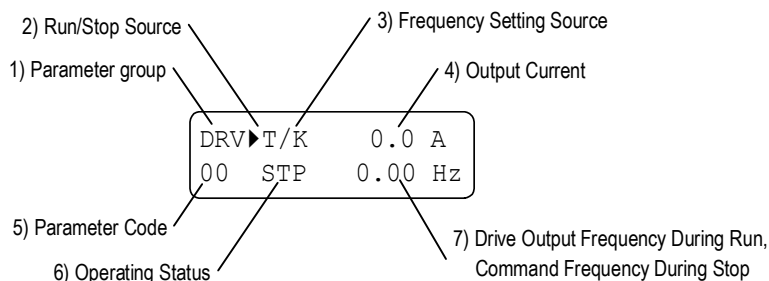 2) Run/Stop Source
3) Frequency Setting Source
1) Parameter group
4) Output Current
DRV▶T/K 0.0 A
00 STP 0.00 Hz
5) Parameter Code
7) Drive Output Frequency During Run,
Command Frequency During Stop
6) Operating Status